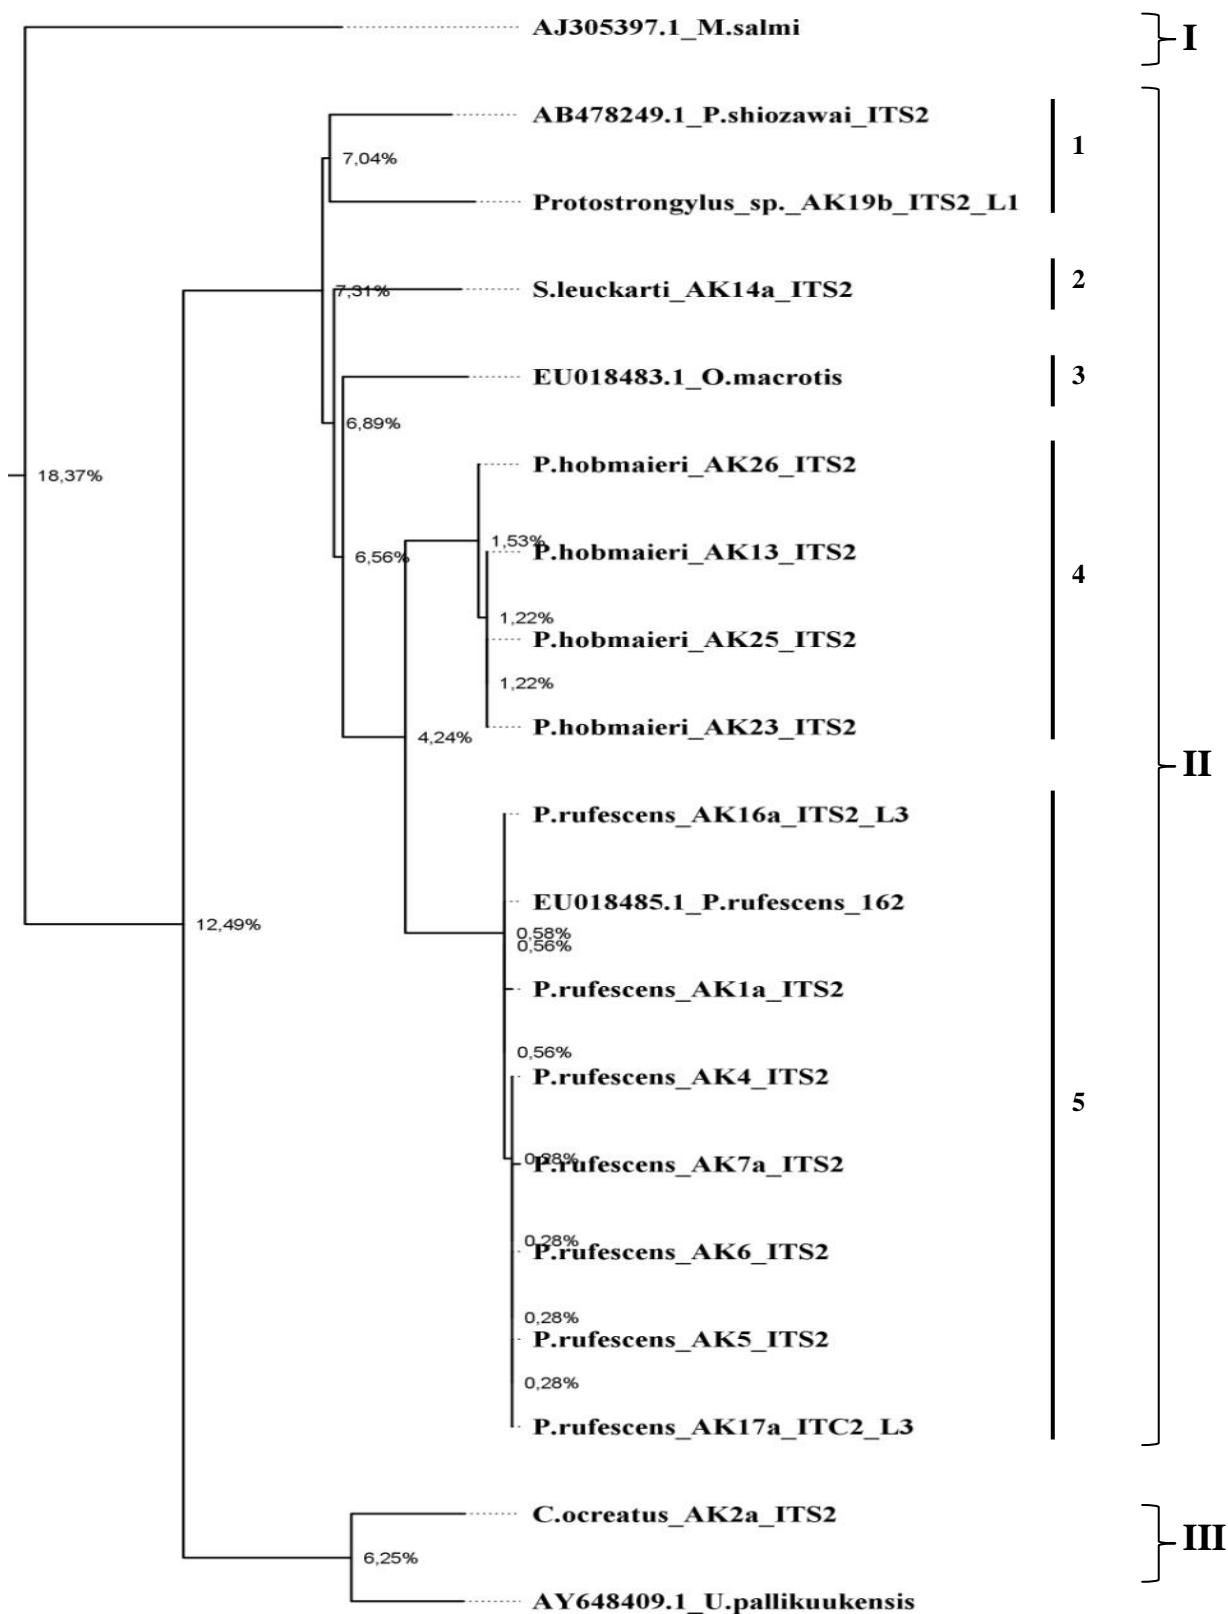 AJ305397.1_M.salmi
I
AB478249.1_P.shiozawai_ITS2
1
7,04%
Protostrongylus_sp._AK19b_ITS2_L1
7,31%
S.leuckarti_AK14a_ITS2
2
EU018483.1_O.macrotis
3
6,89%
18,37%
P.hobmaieri_AK26_ITS2
1,53%
P.hobmaieri_AK13_ITS2
6,56%
4
1,22%
P.hobmaieri_AK25_ITS2
1,22%
P.hobmaieri_AK23_ITS2
4,24%
II
P.rufescens_AK16a_ITS2_L3
EU018485.1_P.rufescens_162
12,49%
0,58%
0,56%
P.rufescens_AK1a_ITS2
0,56%
P.rufescens_AK4_ITS2
5
0,28%
P.rufescens_AK7a_ITS2
0,28%
P.rufescens_AK6_ITS2
0,28%
P.rufescens_AK5_ITS2
0,28%
P.rufescens_AK17a_ITC2_L3
C.ocreatus_AK2a_ITS2
III
6,25%
AY648409.1_U.pallikuukensis